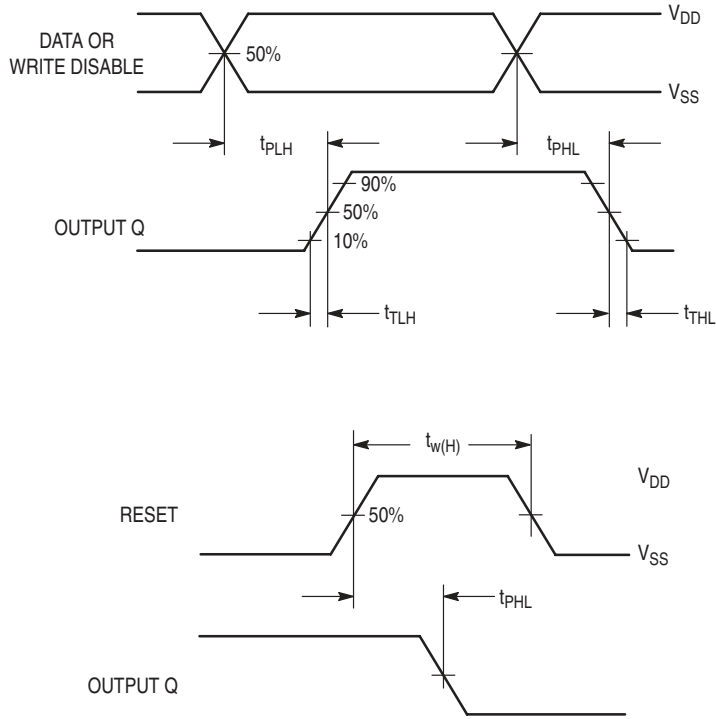 V_DD
DATA OR
WRITE DISABLE
50%
V_SS
t_PLH
t_PHL
90%
50%
10%
OUTPUT Q
t_TLH
t_THL
t_w(H)
V_DD
RESET
50%
V_SS
t_PHL
OUTPUT Q